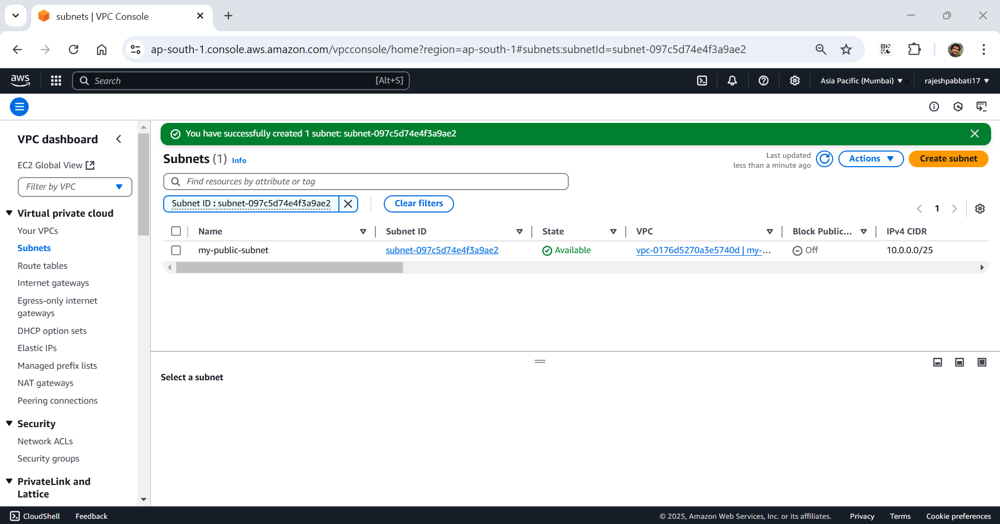 subnets | VPC Console
ap-south-1.console.aws.amazon.com/vpcconsole/home?region=ap-south-1#subnets:subnetId=subnet-097c5d74e4f3a9ae2
aws
Search
[Alt+S]
Asia Pacific (Mumbai)
rajeshpabbati17
VPC dashboard
EC2 Global View
Filter by VPC
Virtual private cloud
Your VPCs
Subnets
Route tables
Internet gateways
Egress-only internet
gateways
DHCP option sets
Elastic IPs
Managed prefix lists
NAT gateways
Peering connections
Security
Network ACLs
Security groups
PrivateLink and
Lattice
You have successfully created 1 subnet: subnet-097c5d74e4f3a9ae2
Subnets (1) Info
Last updated
less than a minute ago
Actions
Create subnet
Find resources by attribute or tag
Subnet ID : subnet-097c5d74e4f3a9ae2
Clear filters
1
Name Subnet ID State VPC Block Public... IPv4 CIDR
my-public-subnet subnet-097c5d74e4f3a9ae2 Available vpc-0176d5270a3e5740d | my-... Off 10.0.0.0/25
Select a subnet
CloudShell Feedback © 2025, Amazon Web Services, Inc. or its affiliates. Privacy Terms Cookie preferences